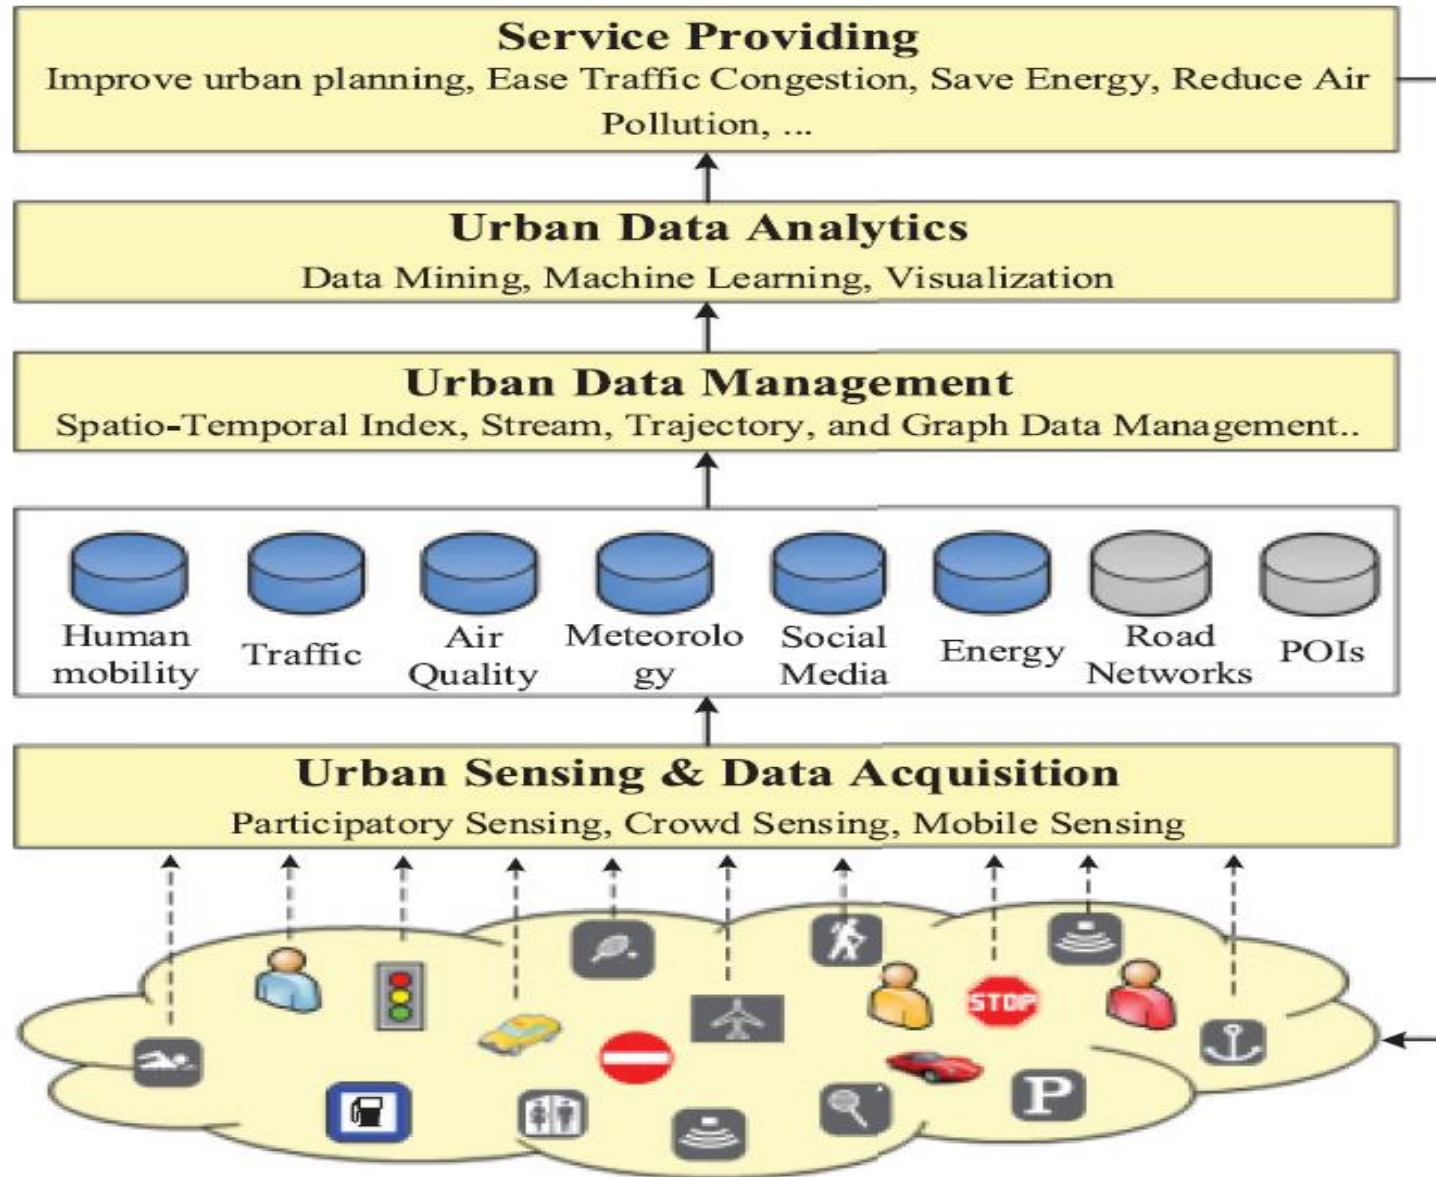 Service Providing
Improve urban planning, Ease Traffic Congestion, Save Energy, Reduce Air
Pollution, ...
Urban Data Analytics
Data Mining, Machine Learning, Visualization
Urban Data Management
Spatio-Temporal Index, Stream, Trajectory, and Graph Data Management..
Human
mobility
Traffic
Air
Quality
Meteorolo
gy
Social
Media
Energy
Road
Networks
POIs
Urban Sensing & Data Acquisition
Participatory Sensing, Crowd Sensing, Mobile Sensing
STOP
P